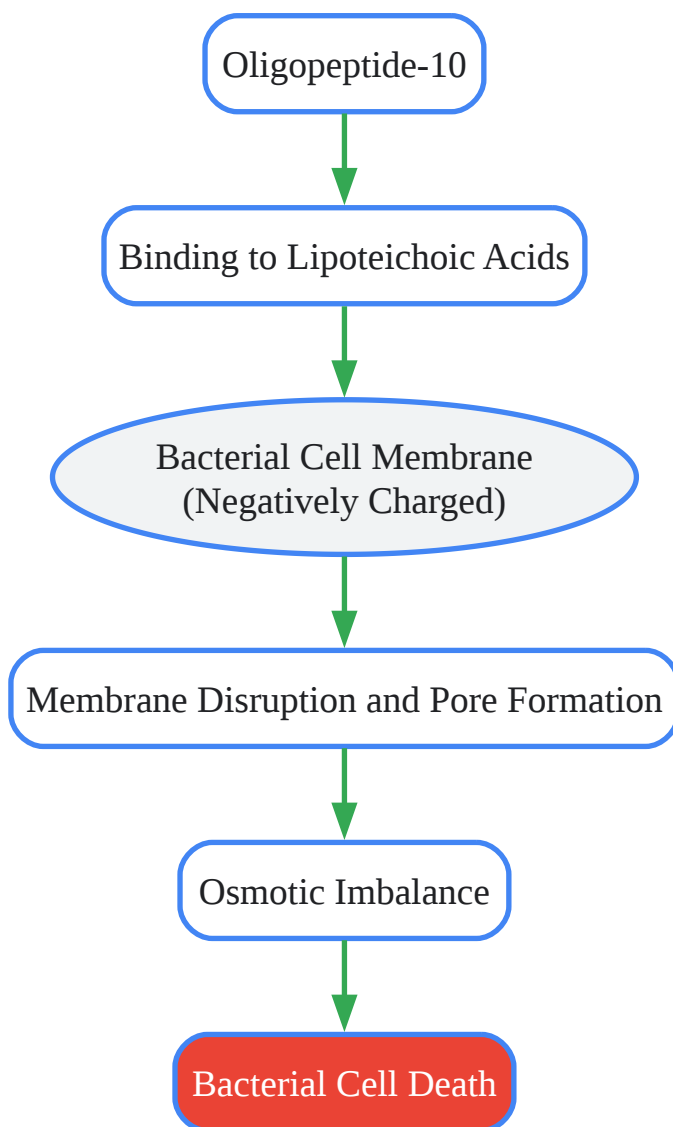 Oligopeptide-10
Binding to Lipoteichoic Acids
Bacterial Cell Membrane
(Negatively Charged)
Membrane Disruption and Pore Formation
Osmotic Imbalance
Bacterial Cell Death